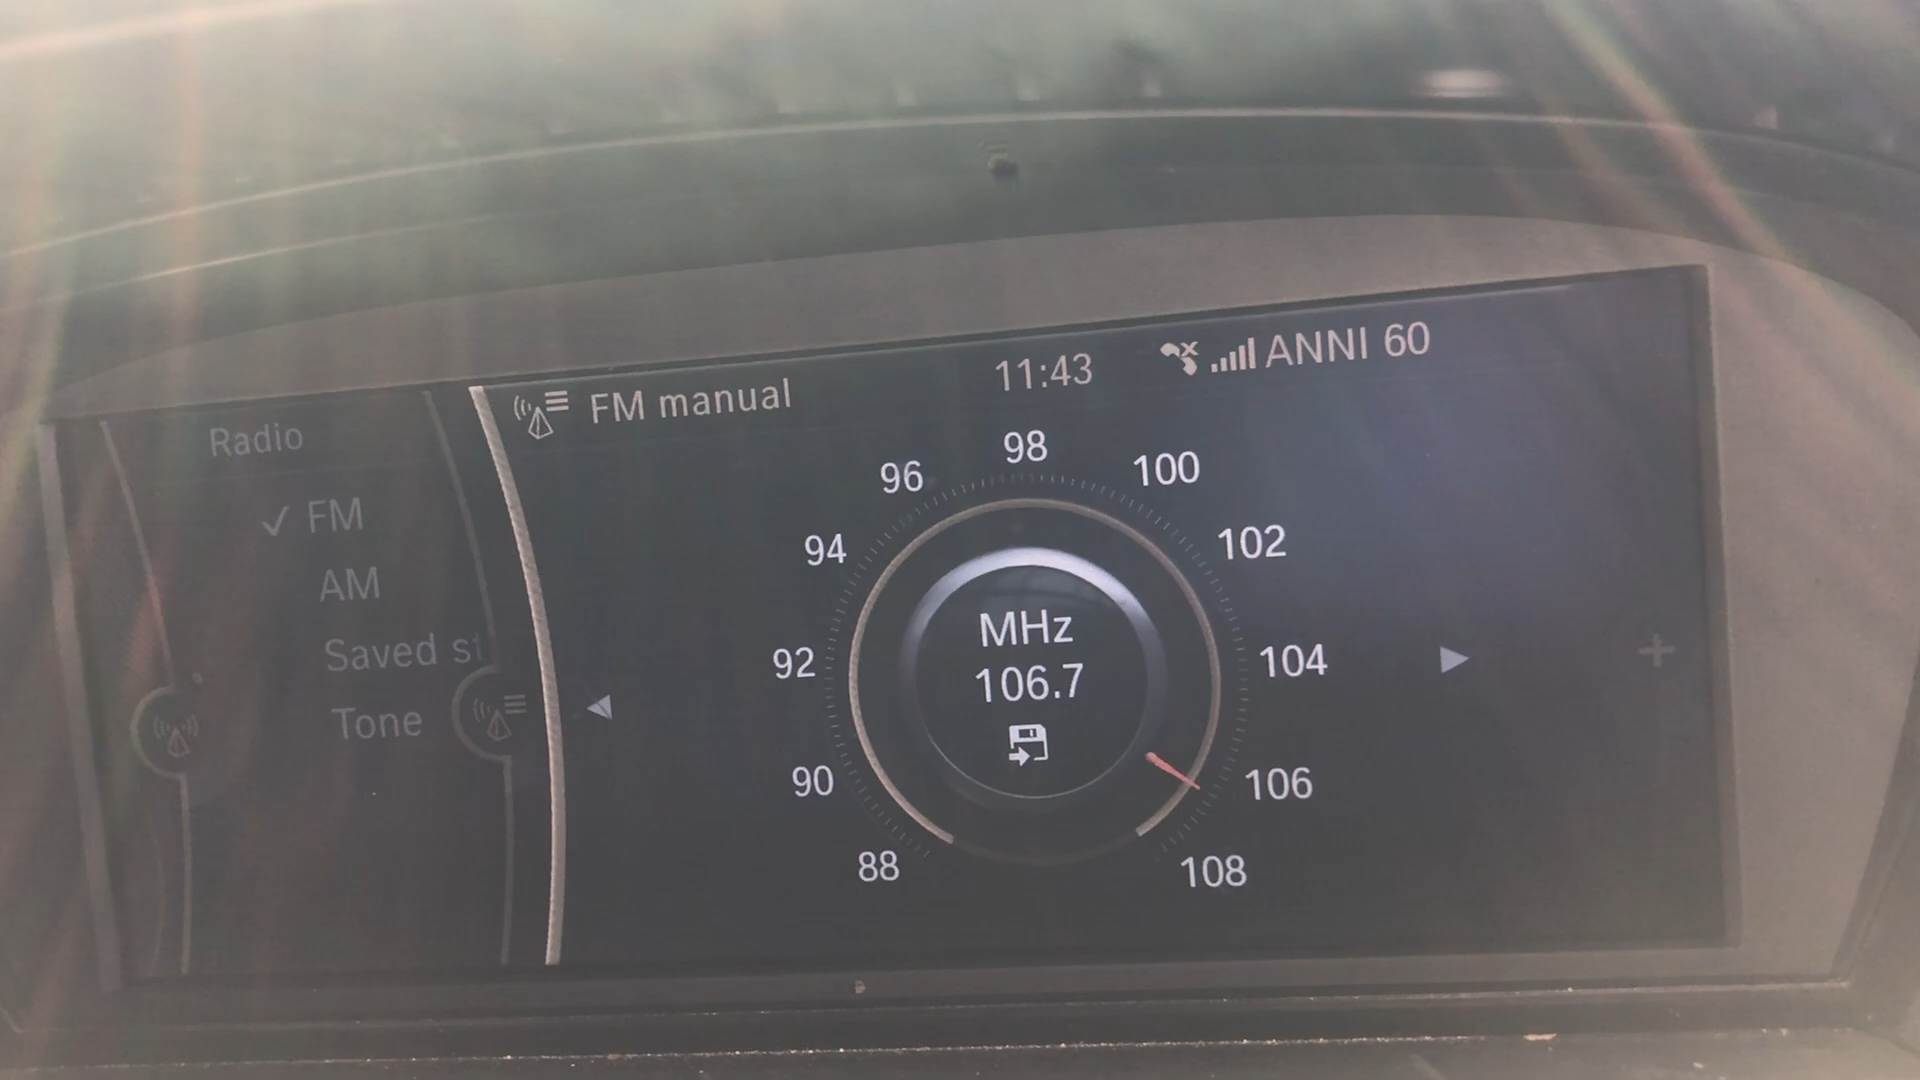 Radio
✓ FM
AM
Saved st
Tone
FM manual
11:43
ANNI 60
98
96
100
94
102
92
104
90
106
88
108
MHz
106.7